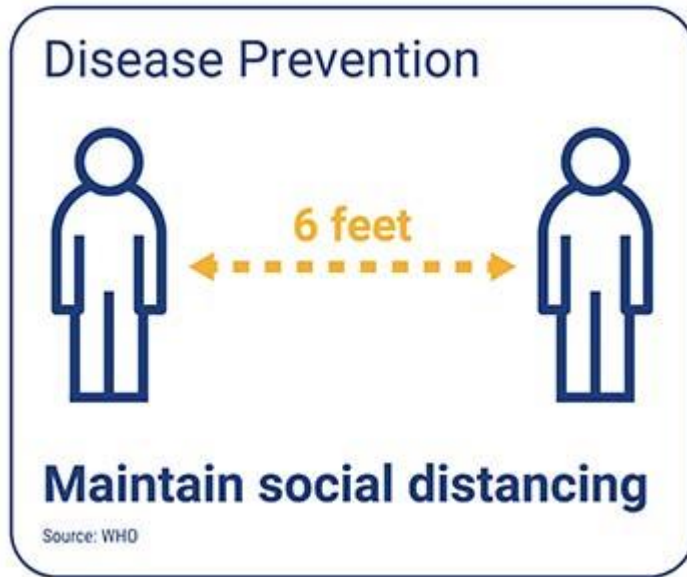 Disease Prevention
6 feet
Maintain social distancing
Source: WHO